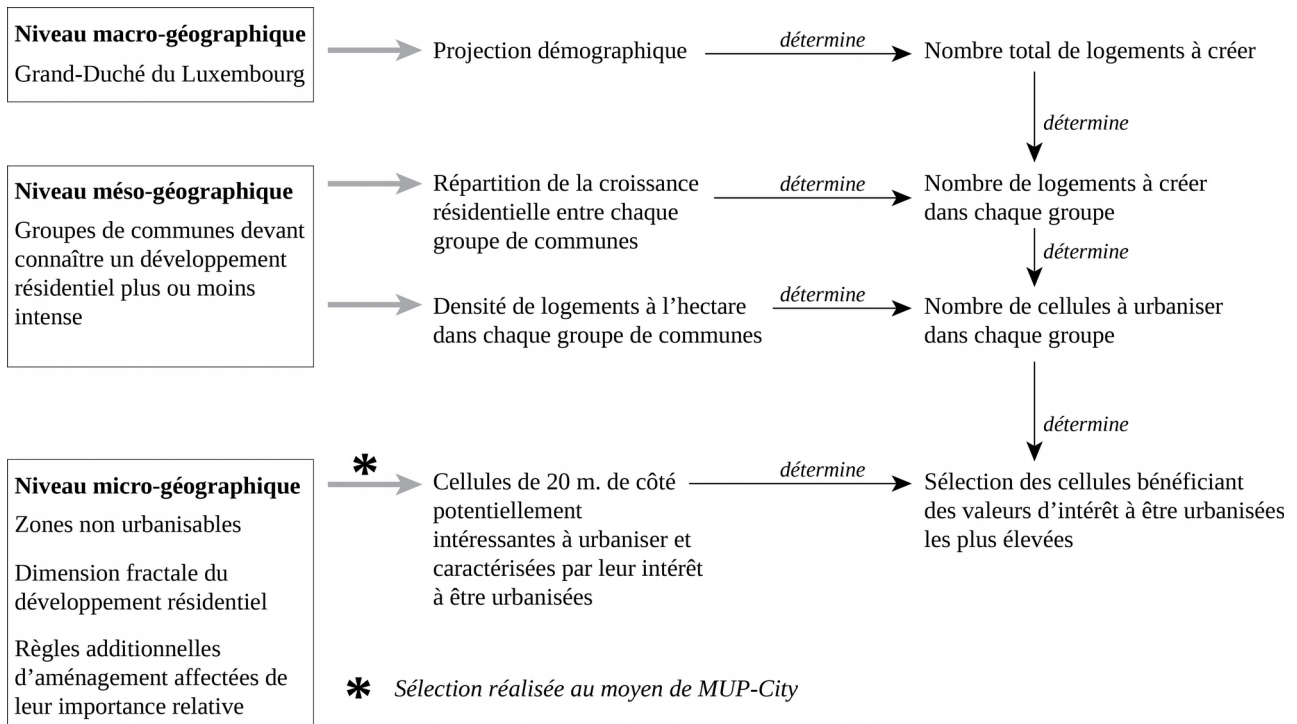 Niveau macro-géographique
Grand-Duché du Luxembourg
Projection démographique
détermine
Nombre total de logements à créer
détermine
Niveau méso-géographique
Groupes de communes devant
connaître un développement
résidentiel plus ou moins
intense
Répartition de la croissance
résidentielle entre chaque
groupe de communes
détermine
Nombre de logements à créer
dans chaque groupe
détermine
Densité de logements à l’hectare
dans chaque groupe de communes
détermine
Nombre de cellules à urbaniser
dans chaque groupe
détermine
Niveau micro-géographique
Zones non urbanisables
Dimension fractale du
développement résidentiel
Règles additionnelles
d’aménagement affectées de
leur importance relative
*
Cellules de 20 m. de côté
potentiellement
intéressantes à urbaniser et
caractérisées par leur intérêt
à être urbanisées
détermine
Sélection des cellules bénéficiant
des valeurs d’intérêt à être urbanisées
les plus élevées
* Sélection réalisée au moyen de MUP-City